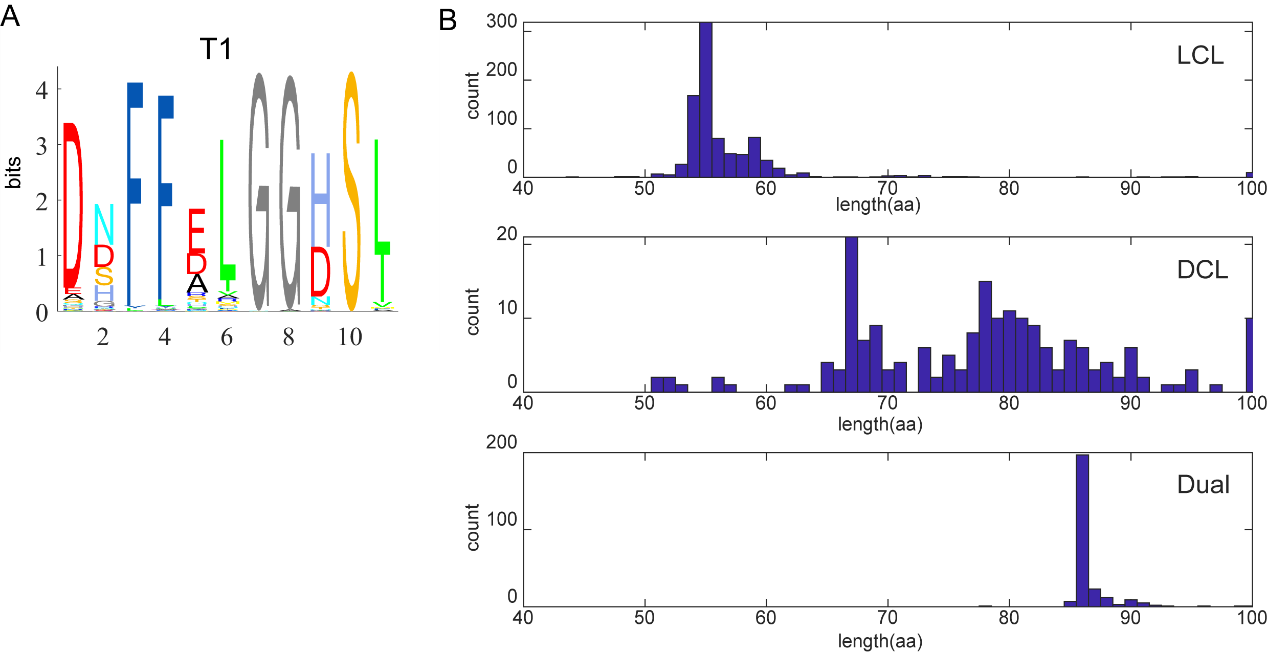 A
T1
bits
4
3
2
1
0
D N F F E L G G H S L
D D D I
S A
H
2 4 6 8 10
B
LCL
count
300
200
100
0
40 50 60 70 80 90 100
length(aa)
DCL
count
20
10
0
40 50 60 70 80 90 100
length(aa)
Dual
count
200
100
0
40 50 60 70 80 90 100
length(aa)